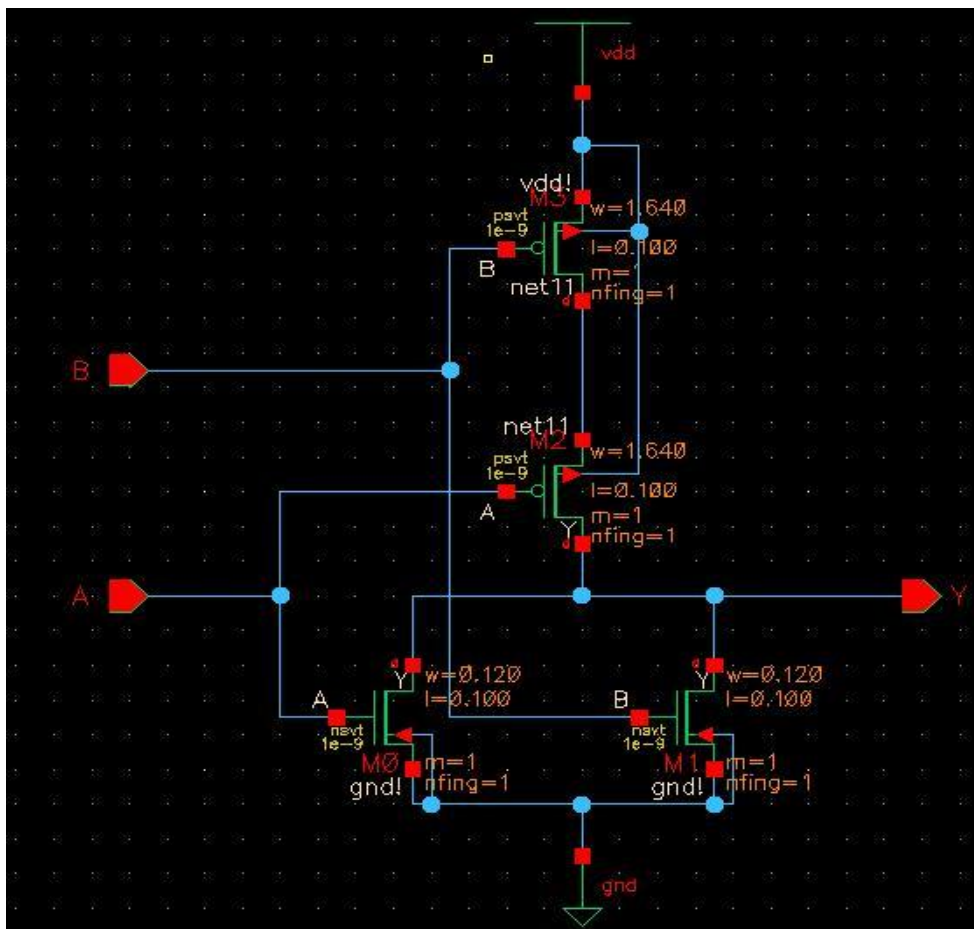 vdd
vdd!
M3
w=1.640
psvt
1e-9
l=0.100
B
m=1
net11
nfing=1
d
B
net11
M2
w=1.640
psvt
1e-9
l=0.100
A
m=1
Y
nfing=1
d
A
Y
d
w=0.120
Y
l=0.100
A
nsvt
1e-9
M0
m=1
gnd!
nfing=1
d
w=0.120
Y
l=0.100
B
nsvt
1e-9
M1
m=1
gnd!
nfing=1
gnd